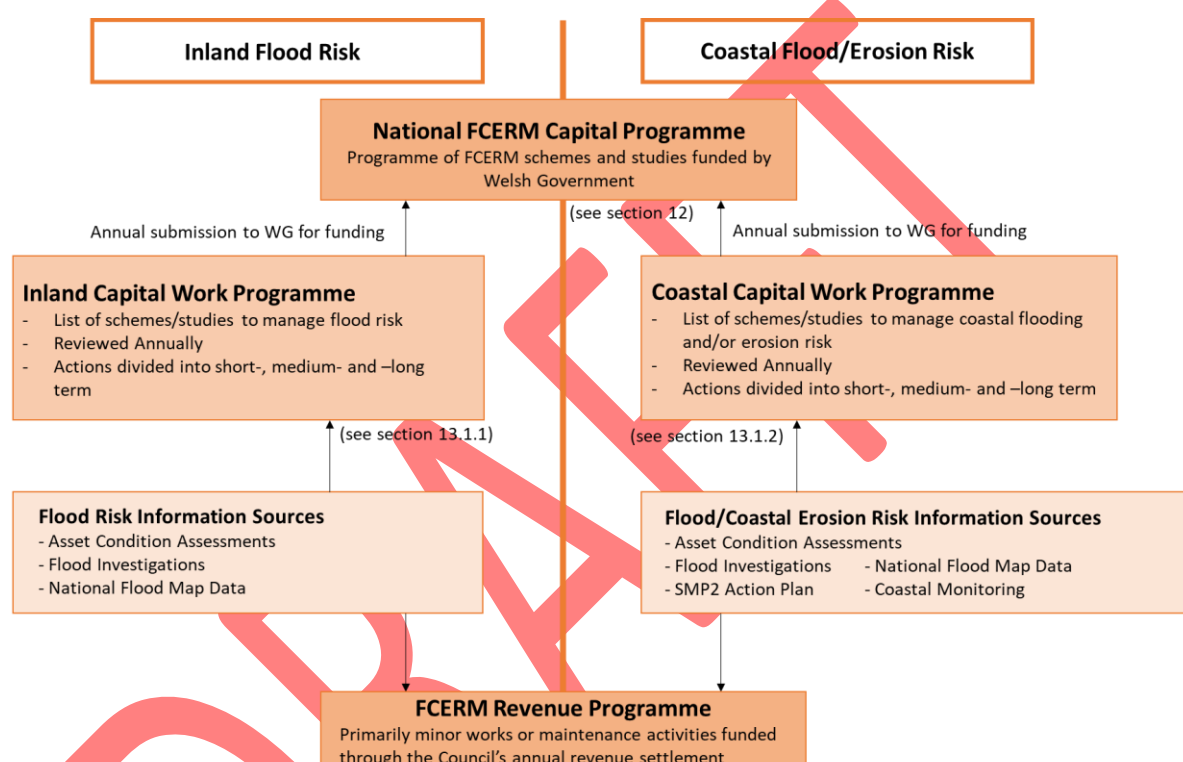 Inland Flood Risk
Coastal Flood/Erosion Risk
National FCERM Capital Programme
Programme of FCERM schemes and studies funded by
Welsh Government
(see section 12)
Annual submission to WG for funding
Annual submission to WG for funding
Inland Capital Work Programme
- List of schemes/studies to manage flood risk
- Reviewed Annually
- Actions divided into short-, medium- and –long
term
(see section 13.1.1)
Coastal Capital Work Programme
- List of schemes/studies to manage coastal flooding
and/or erosion risk
- Reviewed Annually
- Actions divided into short-, medium- and –long term
(see section 13.1.2)
Flood Risk Information Sources
- Asset Condition Assessments
- Flood Investigations
- National Flood Map Data
Flood/Coastal Erosion Risk Information Sources
- Asset Condition Assessments
- Flood Investigations - National Flood Map Data
- SMP2 Action Plan - Coastal Monitoring
FCERM Revenue Programme
Primarily minor works or maintenance activities funded
through the Council's annual revenue settlement
DRAFT